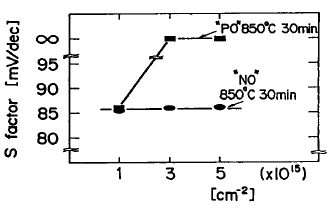 ∞
"PO" 850°C 30min.
95
90
85
80
S factor [mV/dec]
"NO"
850°C 30min
1 3 5 (x10¹⁵)
[cm⁻²]